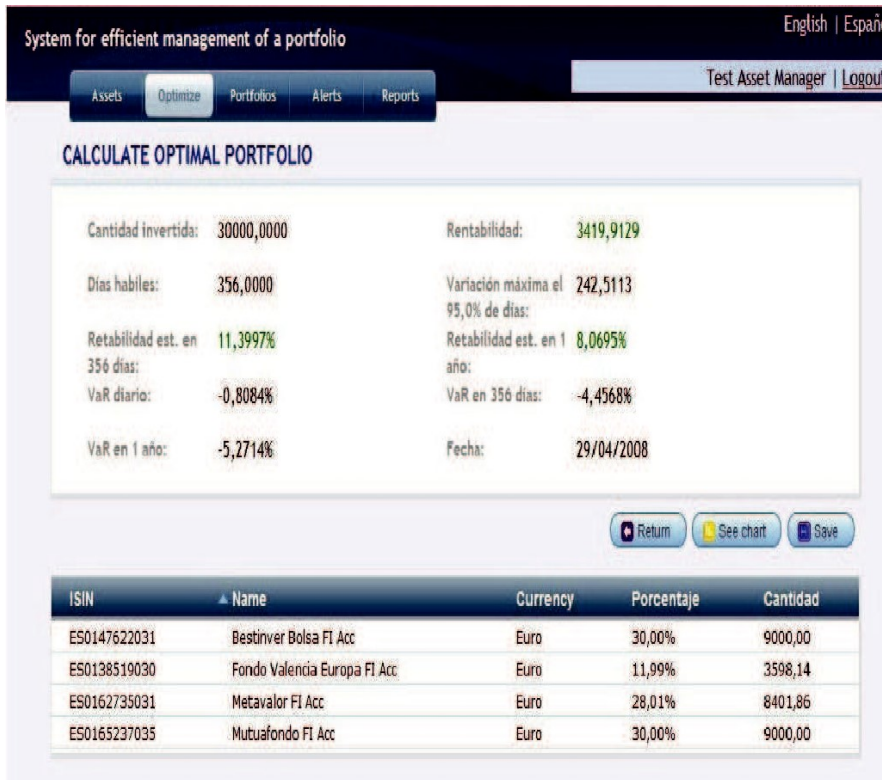 English | Españ
System for efficient management of a portfolio
Test Asset Manager | Logout
Assets Optimize Portfolios Alerts Reports
CALCULATE OPTIMAL PORTFOLIO
Cantidad invertida: 30000,0000 Rentabilidad: 3419,9129
Días habiles: 356,0000 Variación máxima el 242,5113
95,0% de días:
Retabilidad est. en 11,3997% Retabilidad est. en 1 8,0695%
356 días: año:
VaR diario: -0,8084% VaR en 356 días: -4,4568%
VaR en 1 año: -5,2714% Fecha: 29/04/2008
Return See chart Save
ISIN Name Currency Porcentaje Cantidad
ES0147622031 Bestinver Bolsa FI Acc Euro 30,00% 9000,00
ES0138519030 Fondo Valencia Europa FI Acc Euro 11,99% 3598,14
ES0162735031 Metavalor FI Acc Euro 28,01% 8401,86
ES0165237035 Mutuafondo FI Acc Euro 30,00% 9000,00